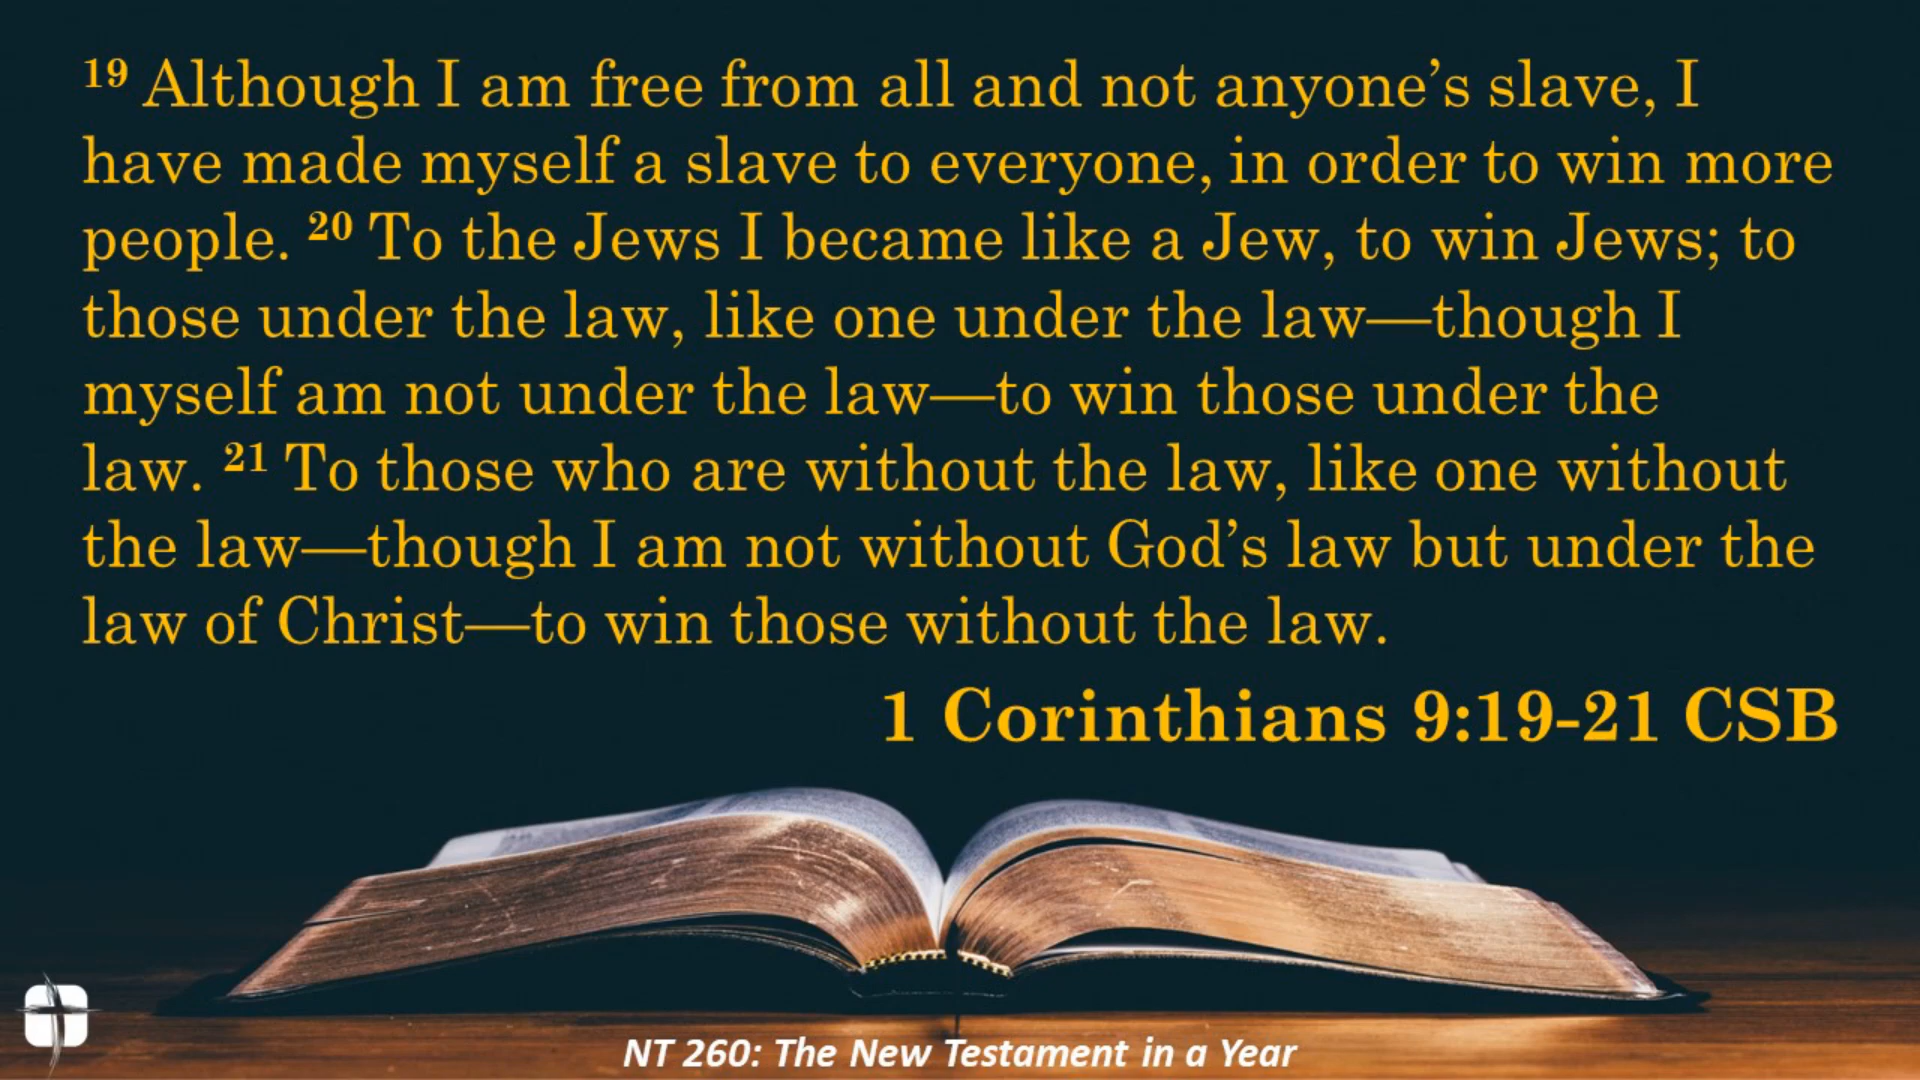 19 Although I am free from all and not anyone’s slave, I
have made myself a slave to everyone, in order to win more
people. 20 To the Jews I became like a Jew, to win Jews; to
those under the law, like one under the law—though I
myself am not under the law—to win those under the
law. 21 To those who are without the law, like one without
the law—though I am not without God’s law but under the
law of Christ—to win those without the law.
1 Corinthians 9:19-21 CSB
NT 260: The New Testament in a Year